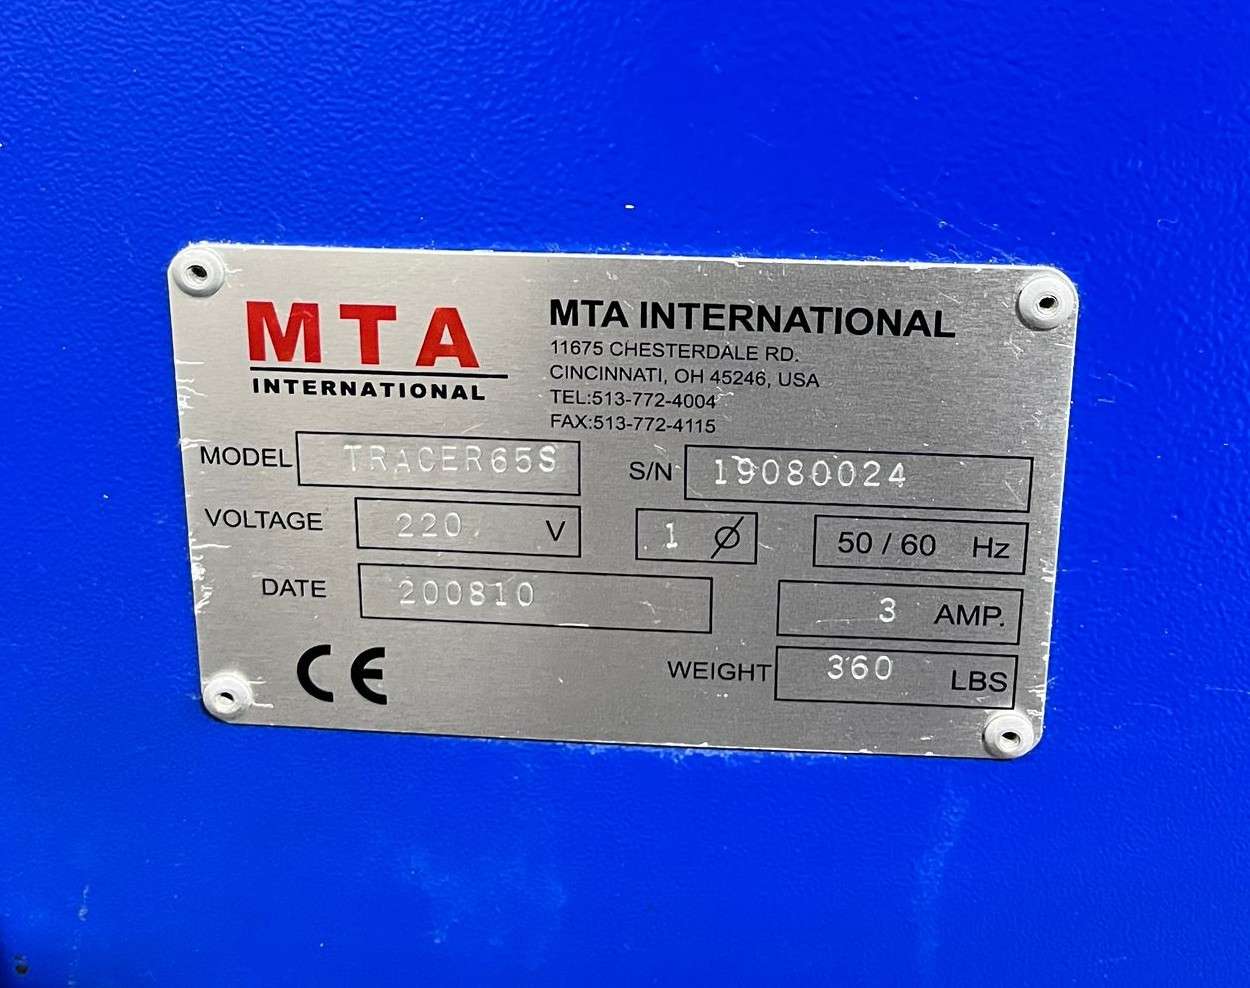 MTA
INTERNATIONAL
MTA INTERNATIONAL
11675 CHESTERDALE RD.
CINCINNATI, OH 45246, USA
TEL:513-772-4004
FAX:513-772-4115
MODEL TRACER65S S/N 19080024
VOLTAGE 220 V 1 Ø 50 / 60 Hz
DATE 200810 3 AMP.
CE WEIGHT 360 LBS